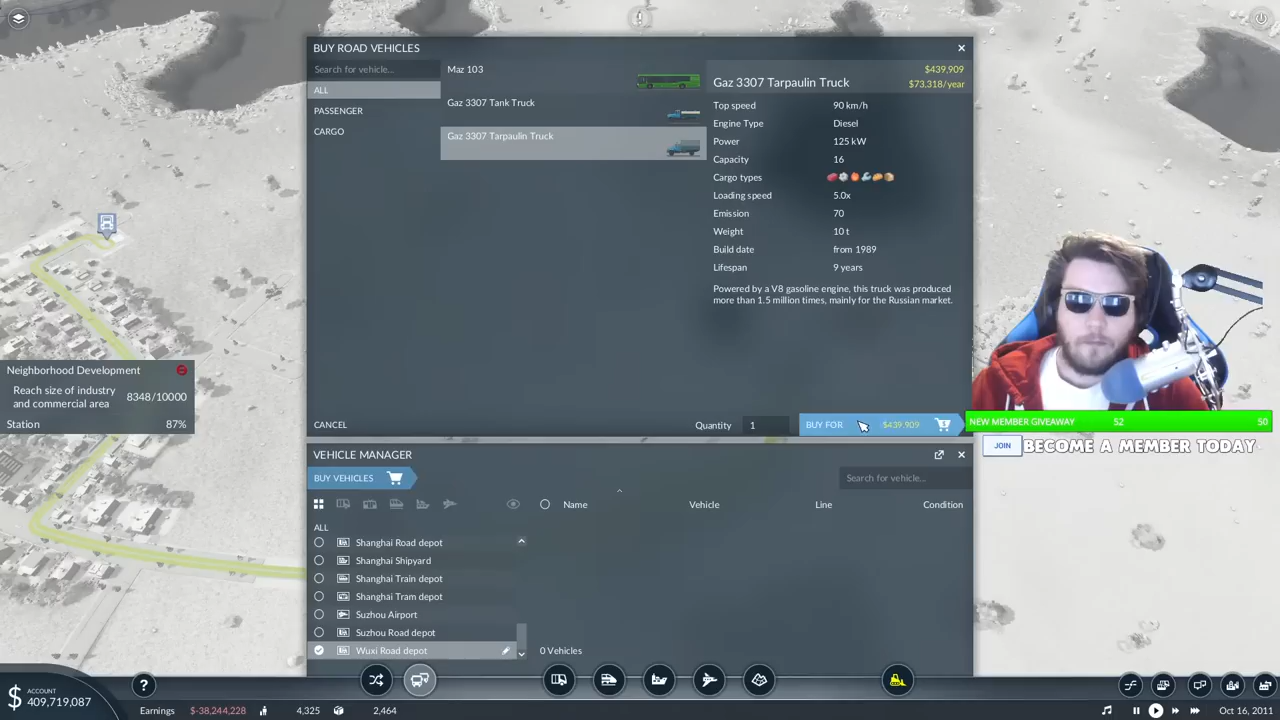 BUY ROAD VEHICLES
Search for vehicle...
ALL
PASSENGER
CARGO
Maz 103
Gaz 3307 Tank Truck
Gaz 3307 Tarpaulin Truck
Gaz 3307 Tarpaulin Truck
$439,909
$73,318/year
Top speed 90 km/h
Engine Type Diesel
Power 125 kW
Capacity 16
Cargo types
Loading speed 5.0x
Emission 70
Weight 10 t
Build date from 1989
Lifespan 9 years
Powered by a V8 gasoline engine, this truck was produced
more than 1.5 million times, mainly for the Russian market.
CANCEL
Quantity 1
BUY FOR $439,909
Neighborhood Development
Reach size of industry
and commercial area
8348/10000
Station 87%
NEW MEMBER GIVEAWAY 52 50
JOIN BECOME A MEMBER TODAY
VEHICLE MANAGER
BUY VEHICLES
Search for vehicle...
Name Vehicle Line Condition
ALL
Shanghai Road depot
Shanghai Shipyard
Shanghai Train depot
Shanghai Tram depot
Suzhou Airport
Suzhou Road depot
Wuxi Road depot
0 Vehicles
$ ACCOUNT
409,719,087
?
Earnings $-38,244,228 4,325 2,464
Oct 16, 2011